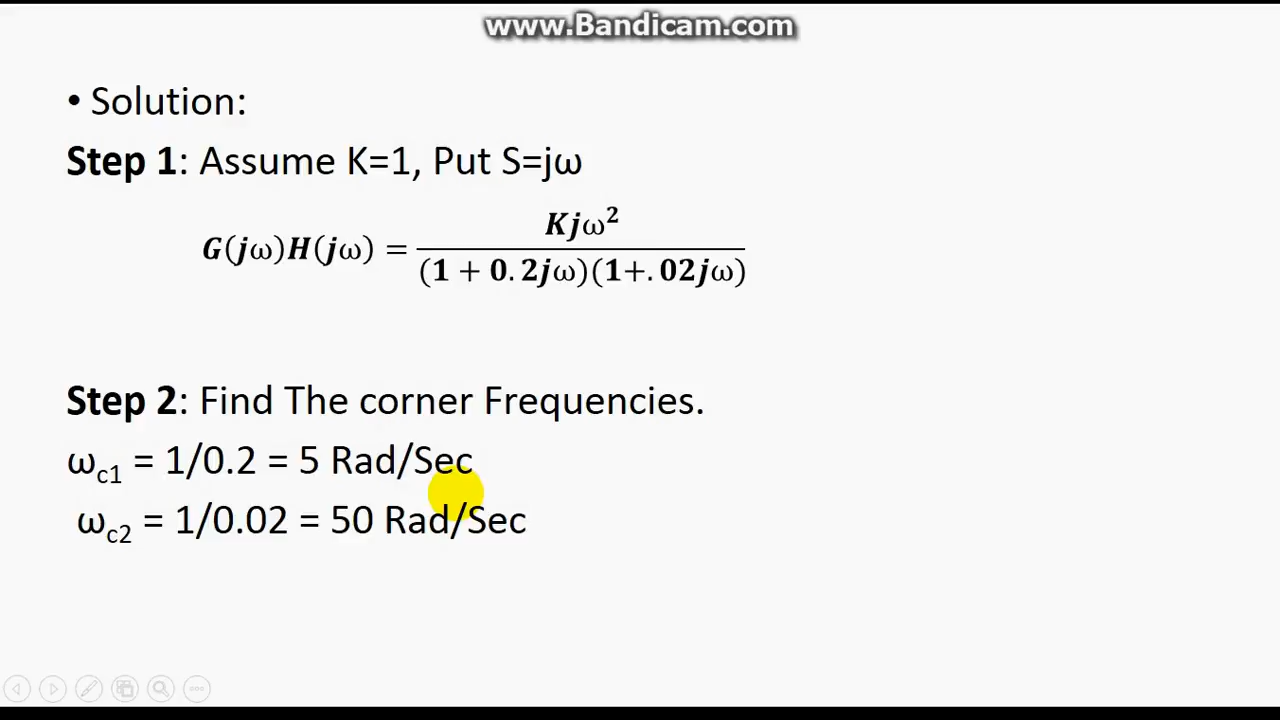 www.Bandicam.com
• Solution:
Step 1: Assume K=1, Put S=jω
G(jω)H(jω) = Kjω² / (1 + 0.2jω)(1+.02jω)
Step 2: Find The corner Frequencies.
ωc1 = 1/0.2 = 5 Rad/Sec
ωc2 = 1/0.02 = 50 Rad/Sec